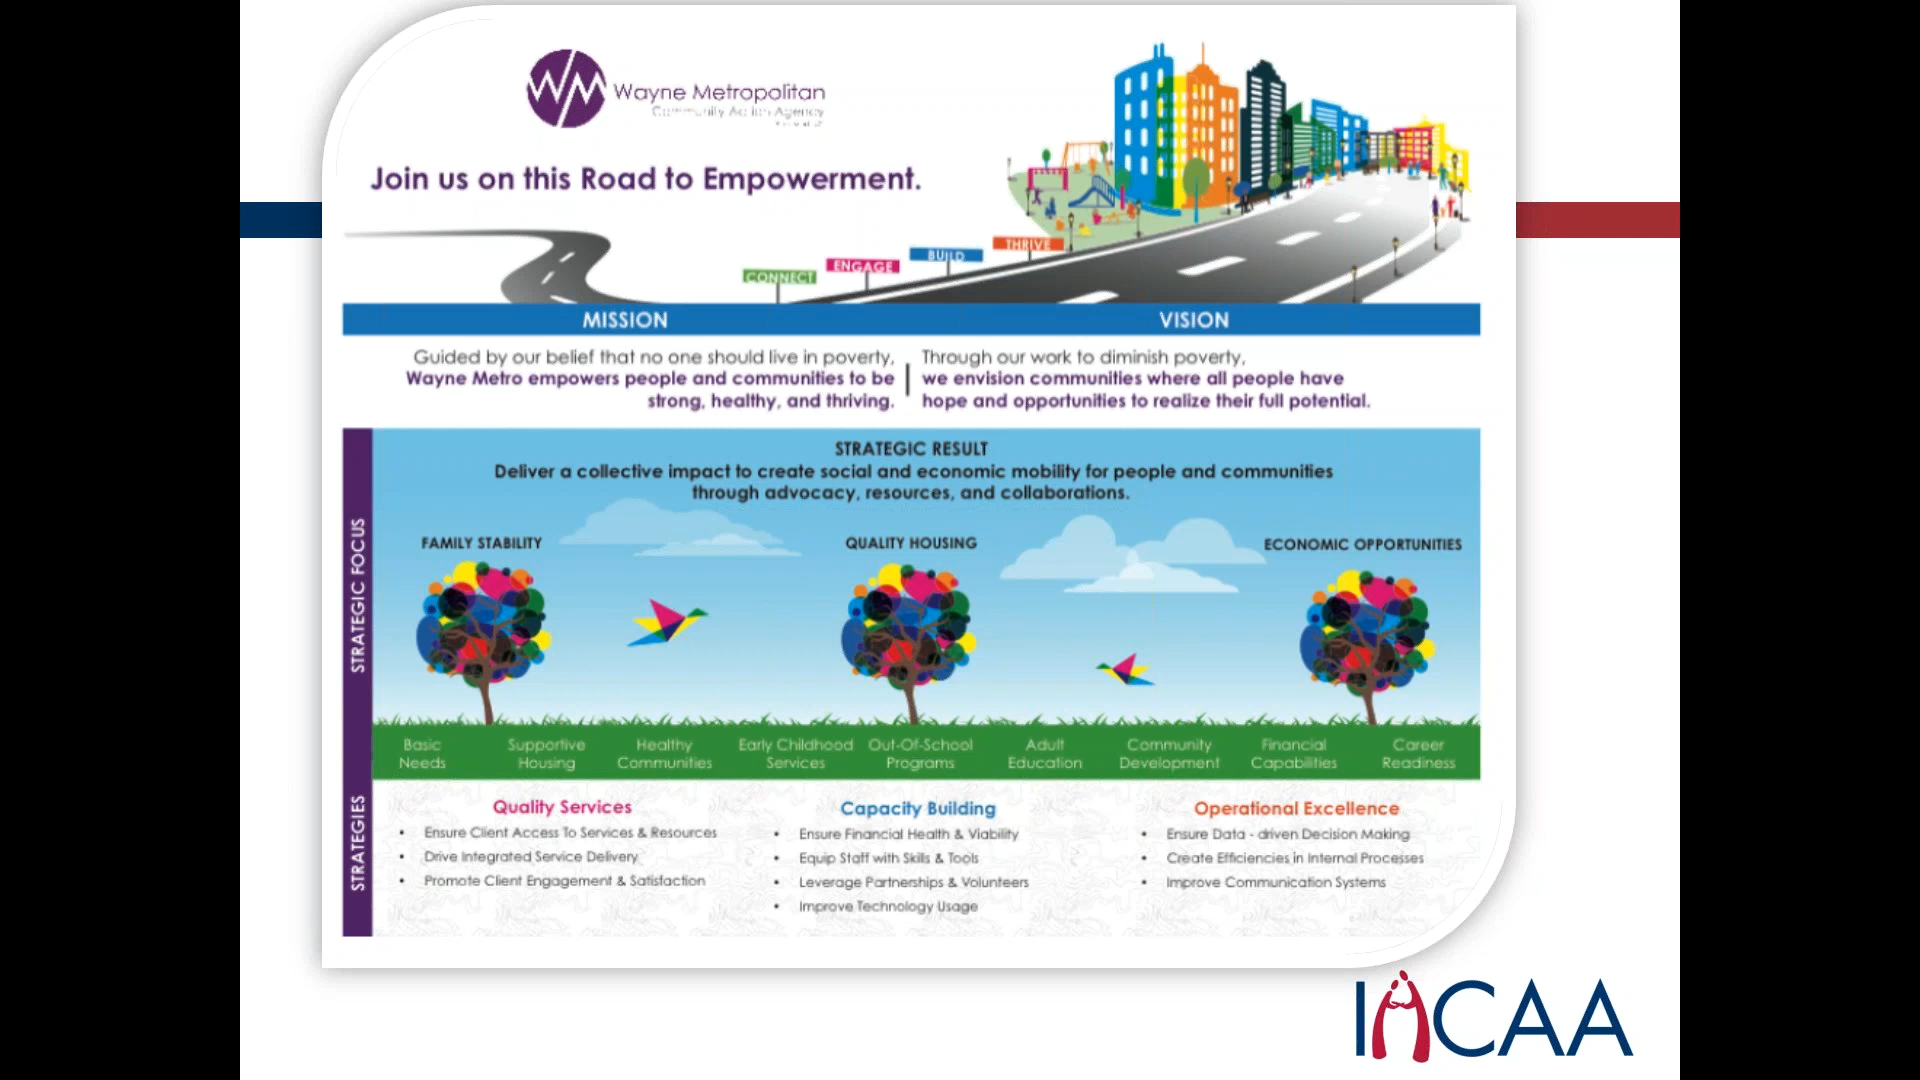 WM
Wayne Metropolitan
Community Action Agency
Join us on this Road to Empowerment.
CONNECT
ENGAGE
BUILD
THRIVE
MISSION
VISION
Guided by our belief that no one should live in poverty,
Wayne Metro empowers people and communities to be
strong, healthy, and thriving.
Through our work to diminish poverty,
we envision communities where all people have
hope and opportunities to realize their full potential.
STRATEGIC FOCUS
STRATEGIC RESULT
Deliver a collective impact to create social and economic mobility for people and communities
through advocacy, resources, and collaborations.
FAMILY STABILITY
QUALITY HOUSING
ECONOMIC OPPORTUNITIES
Basic
Needs
Supportive
Housing
Healthy
Communities
Early Childhood
Services
Out-Of-School
Programs
Adult
Education
Community
Development
Financial
Capabilities
Career
Readiness
STRATEGIES
Quality Services
• Ensure Client Access To Services & Resources
• Drive Integrated Service Delivery
• Promote Client Engagement & Satisfaction
Capacity Building
• Ensure Financial Health & Viability
• Equip Staff with Skills & Tools
• Leverage Partnerships & Volunteers
• Improve Technology Usage
Operational Excellence
• Ensure Data - driven Decision Making
• Create Efficiencies in Internal Processes
• Improve Communication Systems
IACAA